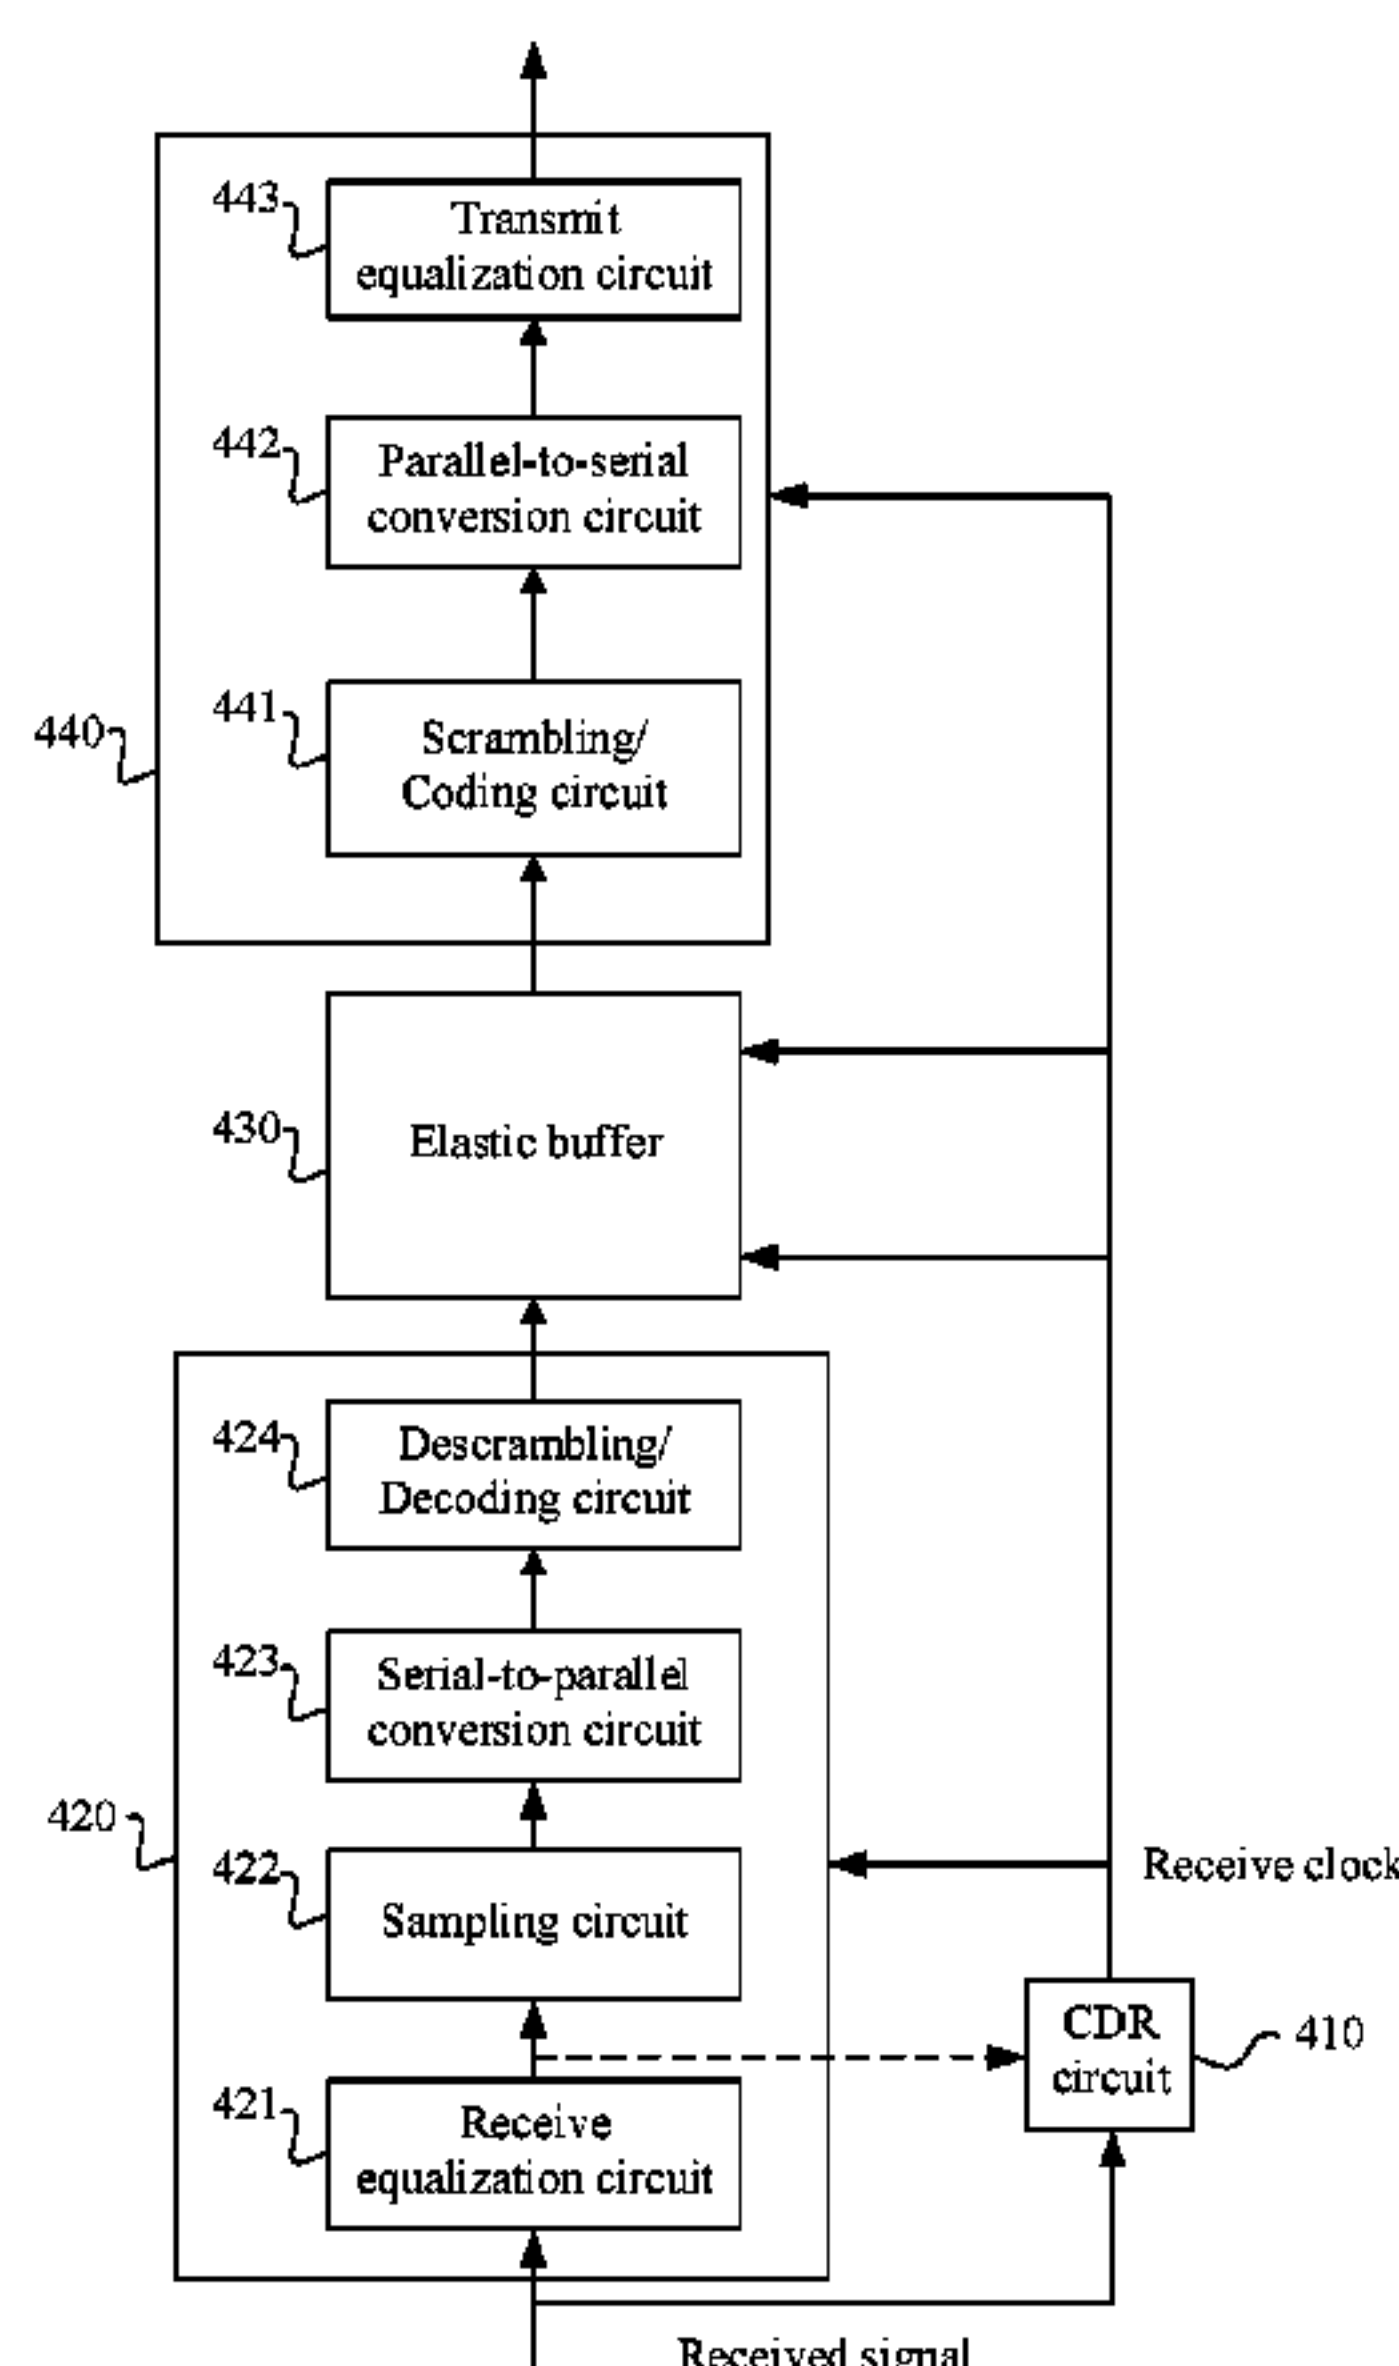 443
Transmit
equalization circuit
442
Parallel-to-serial
conversion circuit
441
Scrambling/
Coding circuit
440
430
Elastic buffer
424
Descrambling/
Decoding circuit
423
Serial-to-parallel
conversion circuit
420
422
Sampling circuit
Receive clock
CDR
circuit
410
421
Receive
equalization circuit
Received signal